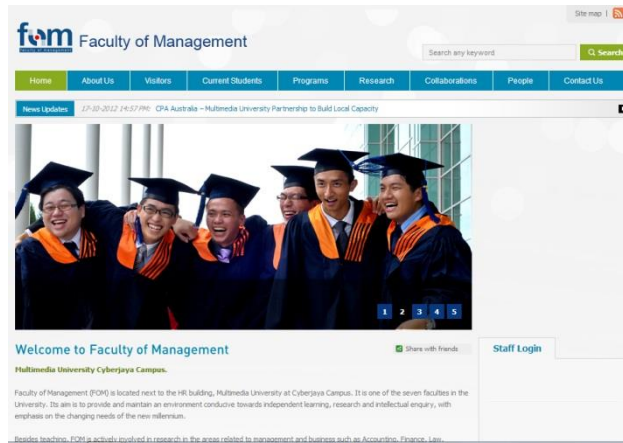 Site map |
fom Faculty of Management
Search any keyword
Search
Home About Us Visitors Current Students Programs Research Collaborations People Contact Us
News Updates 17-10-2012 14:57 PM: CPA Australia – Multimedia University Partnership to Build Local Capacity
1 2 3 4 5
Welcome to Faculty of Management
Share with friends
Staff Login
Multimedia University Cyberjaya Campus.
Faculty of Management (FOM) is located next to the HR building, Multimedia University at Cyberjaya Campus. It is one of the seven faculties in the
University. Its aim is to provide and maintain an environment conducive towards independent learning, research and intellectual enquiry, with
emphasis on the changing needs of the new millennium.
Besides teaching, FOM is actively involved in research in the areas related to management and business such as Accounting, Finance, Law,